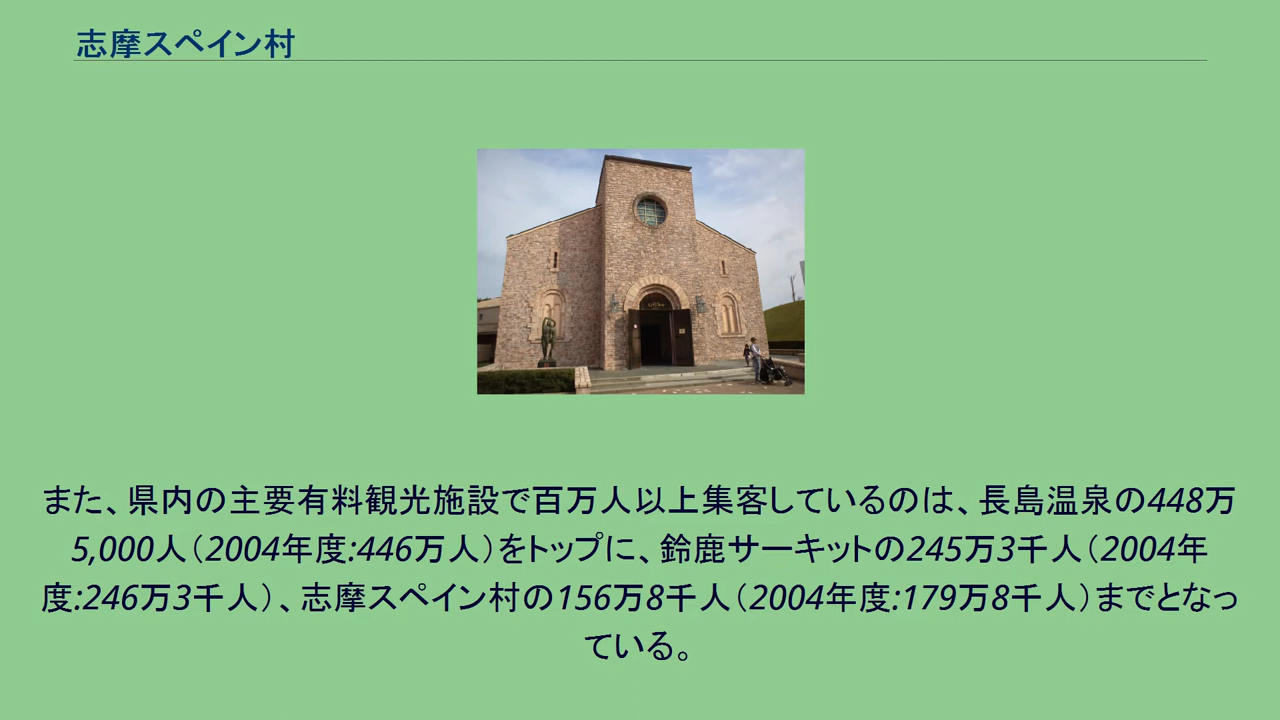 志摩スペイン村
また、県内の主要有料観光施設で百万人以上集客しているのは、長島温泉の448万
5,000人（2004年度:446万人）をトップに、鈴鹿サーキットの245万3千人（2004年
度:246万3千人）、志摩スペイン村の156万8千人（2004年度:179万8千人）までとなっ
ている。